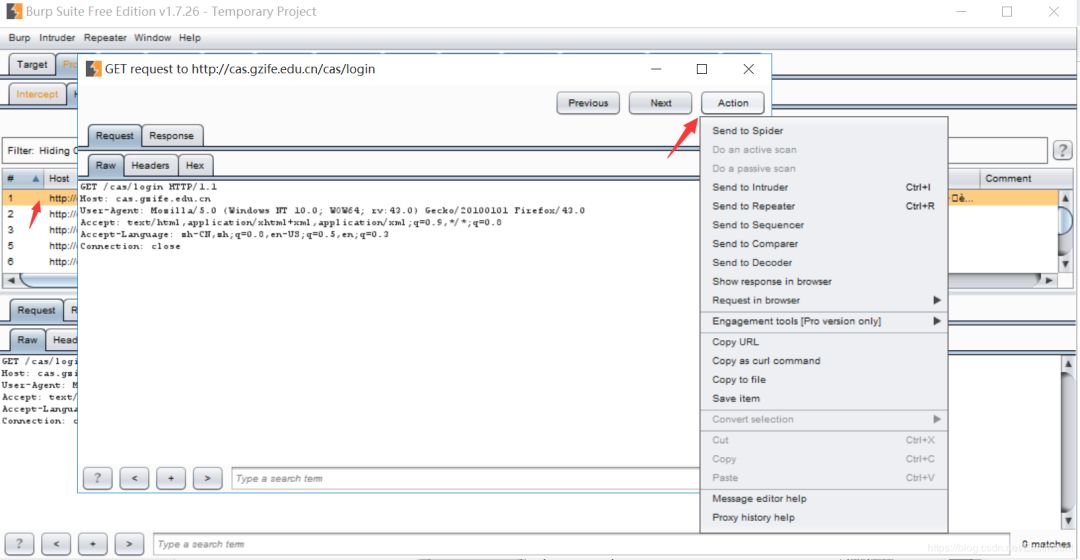 Burp Suite Free Edition v1.7.26 - Temporary Project
Burp Intruder Repeater Window Help
Target
Intercept
GET request to http://cas.gzife.edu.cn/cas/login
Previous Next Action
Request Response
Raw Headers Hex
GET /cas/login HTTP/1.1
Host: cas.gzife.edu.cn
User-Agent: Mozilla/5.0 (Windows NT 10.0; WOW64; rv:43.0) Gecko/20100101 Firefox/43.0
Accept: text/html,application/xhtml+xml,application/xml;q=0.9,*/*;q=0.8
Accept-Language: zh-CN,zh;q=0.8,en-US;q=0.5,en;q=0.3
Connection: close
Send to Spider
Do an active scan
Do a passive scan
Send to Intruder Ctrl+I
Send to Repeater Ctrl+R
Send to Sequencer
Send to Comparer
Send to Decoder
Show response in browser
Request in browser
Engagement tools [Pro version only]
Copy URL
Copy as curl command
Copy to file
Save item
Convert selection
Cut Ctrl+X
Copy Ctrl+C
Paste Ctrl+V
Message editor help
Proxy history help
Filter: Hiding
?
# Host Comment
1 http://
2 http://
3 http://
5 http://
6 http://
Request
Raw Head
GET /cas/logi
Host: cas.gzi
User-Agent: M
Accept: text/
Accept-Langua
Connection: c
? < + > Type a search term
? < + > Type a search term 0 matches